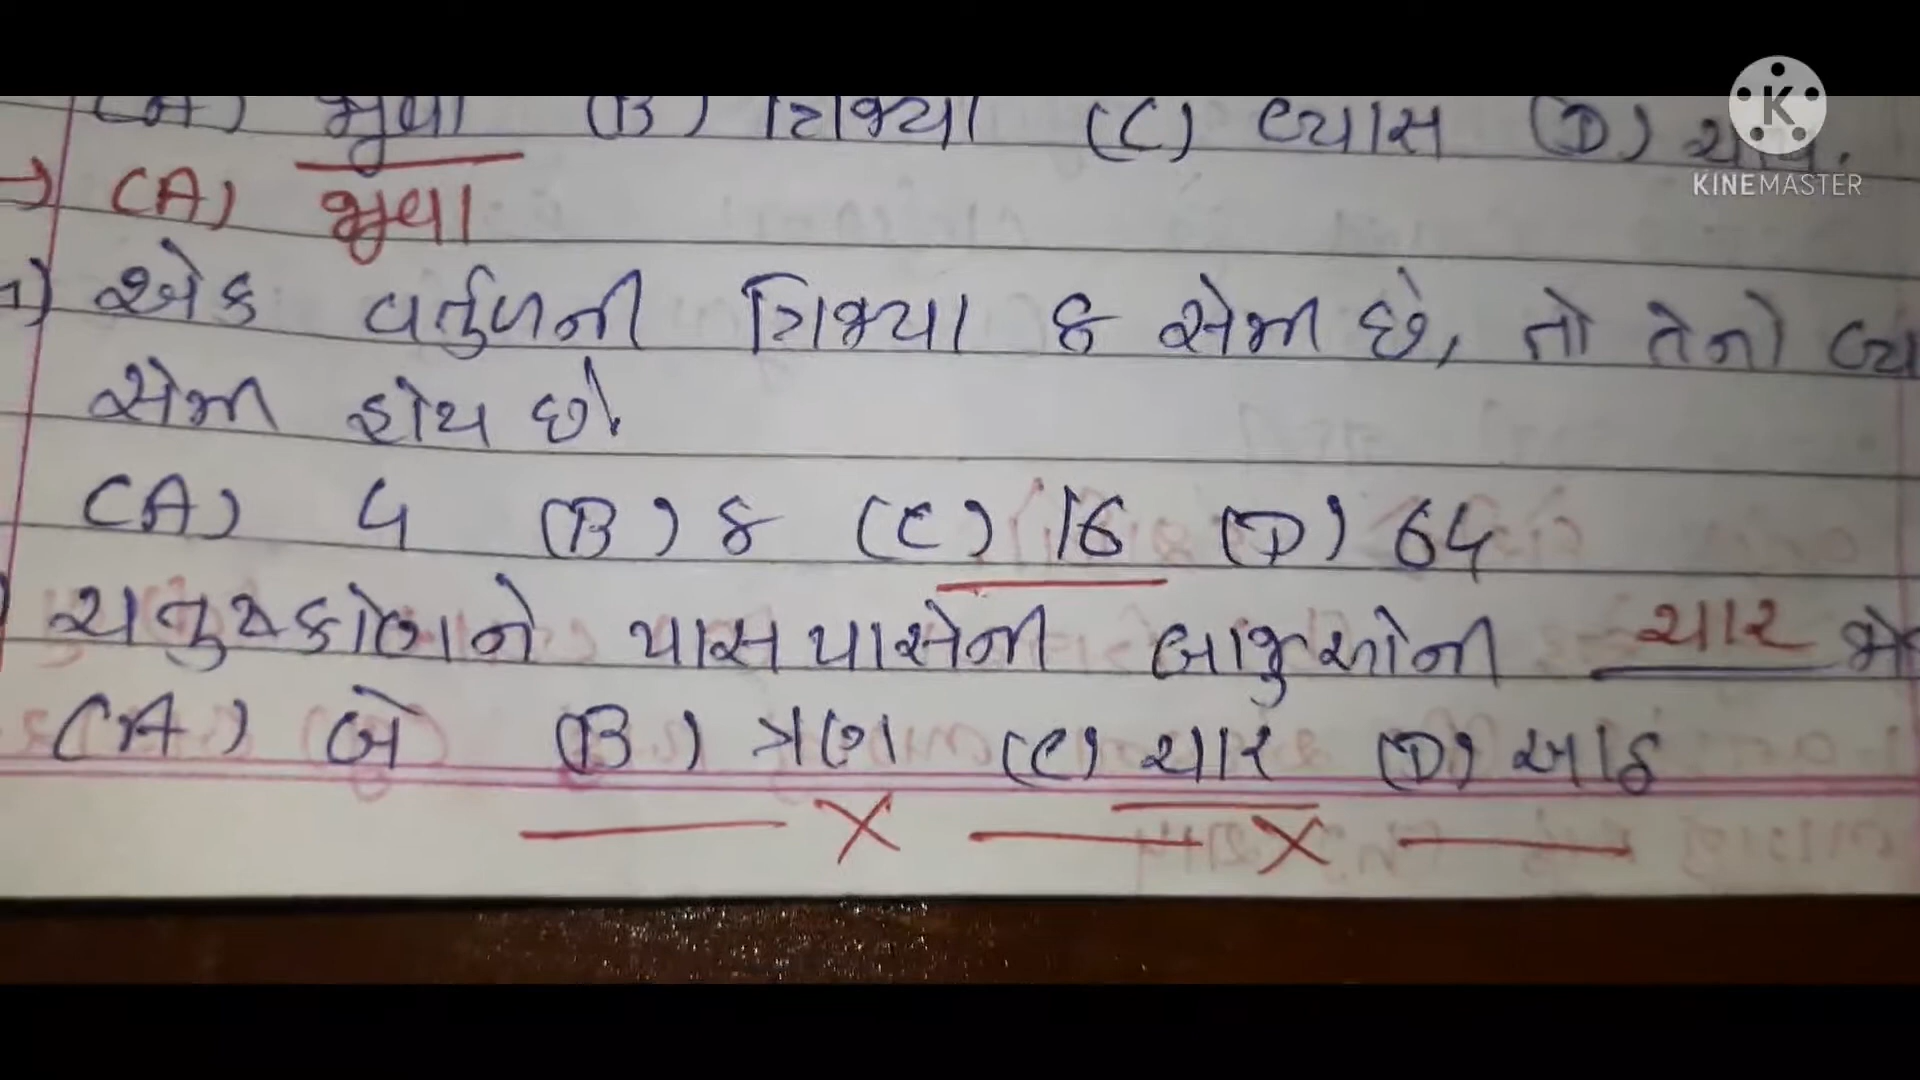 (A) ભુવા (B) ત્રિજ્યા (C) વ્યાસ (D)
KINEMASTER
→ (A) ભુવા
એક વર્તુળની ત્રિજ્યા 8 સેમી છે, તો તેનો વ્યા
સેમી હોય છે.
(A) 4 (B) 8 (C) 16 (D) 64
ચતુષ્કોણને પાસપાસેની બાજુઓની ચાર
(A) બે (B) ત્રણ (C) ચાર (D) આઠ